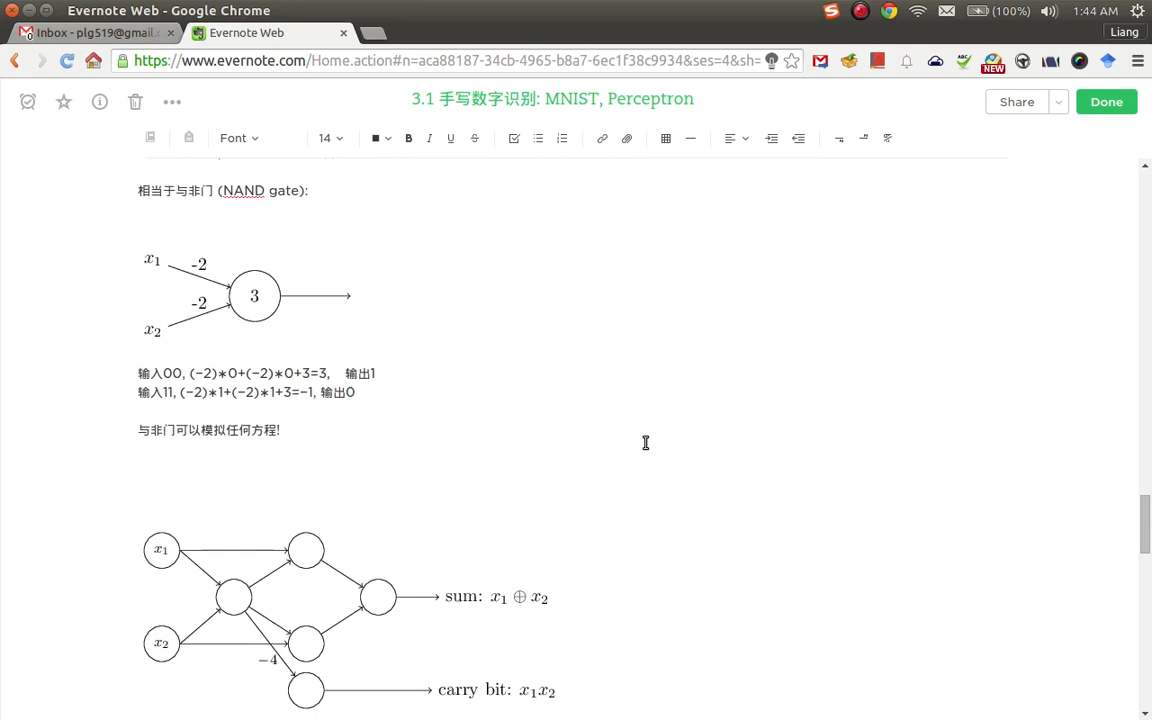 Evernote Web - Google Chrome
(100%) 1:44 AM
Inbox - plg519@gmail.c × Evernote Web × Liang
https://www.evernote.com/Home.action#n=aca88187-34cb-4965-b8a7-6ec1f38c9934&ses=4&sh=
NEW
3.1 手写数字识别: MNIST, Perceptron
Share Done
Font 14 B I U S
相当于与非门 (NAND gate):
x₁ -2
3
-2
x₂
输入00, (−2)∗0+(−2)∗0+3=3, 输出1
输入11, (−2)∗1+(−2)∗1+3=−1, 输出0
与非门可以模拟任何方程!
x₁
sum: x₁ ⊕ x₂
x₂
−4
carry bit: x₁x₂